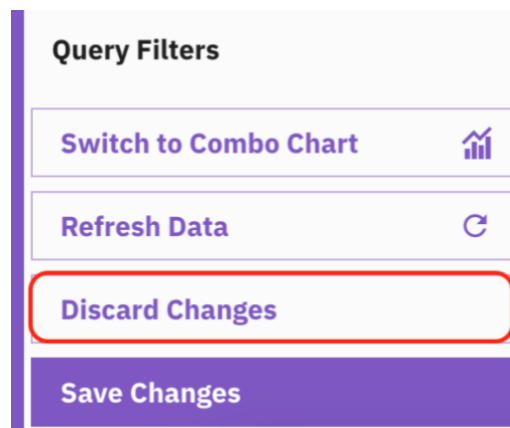 Query Filters
Switch to Combo Chart
Refresh Data
Discard Changes
Save Changes